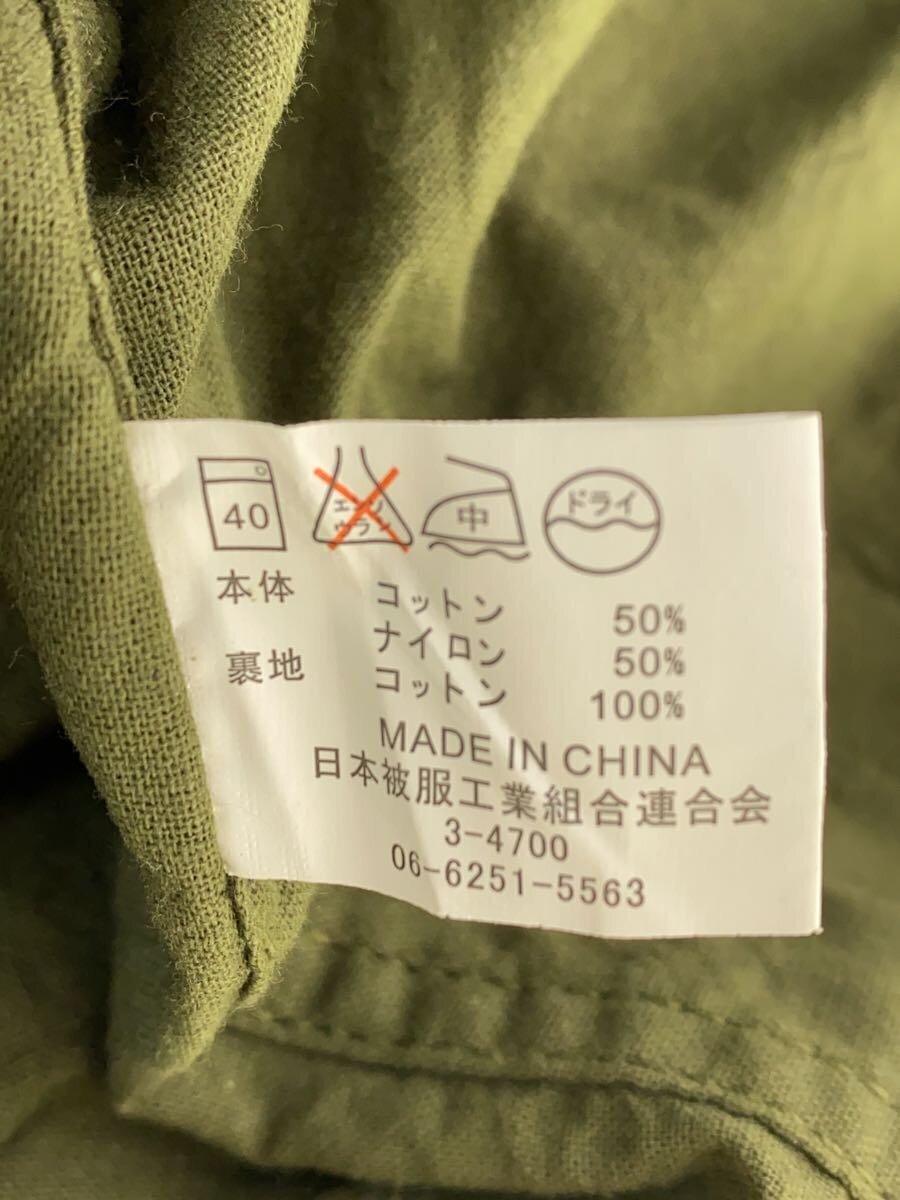 40 エンソ ウラン 中 ドライ
本体 コットン 50%
ナイロン 50%
裏地 コットン 100%
MADE IN CHINA
日本被服工業組合連合会
3-4700
06-6251-5563